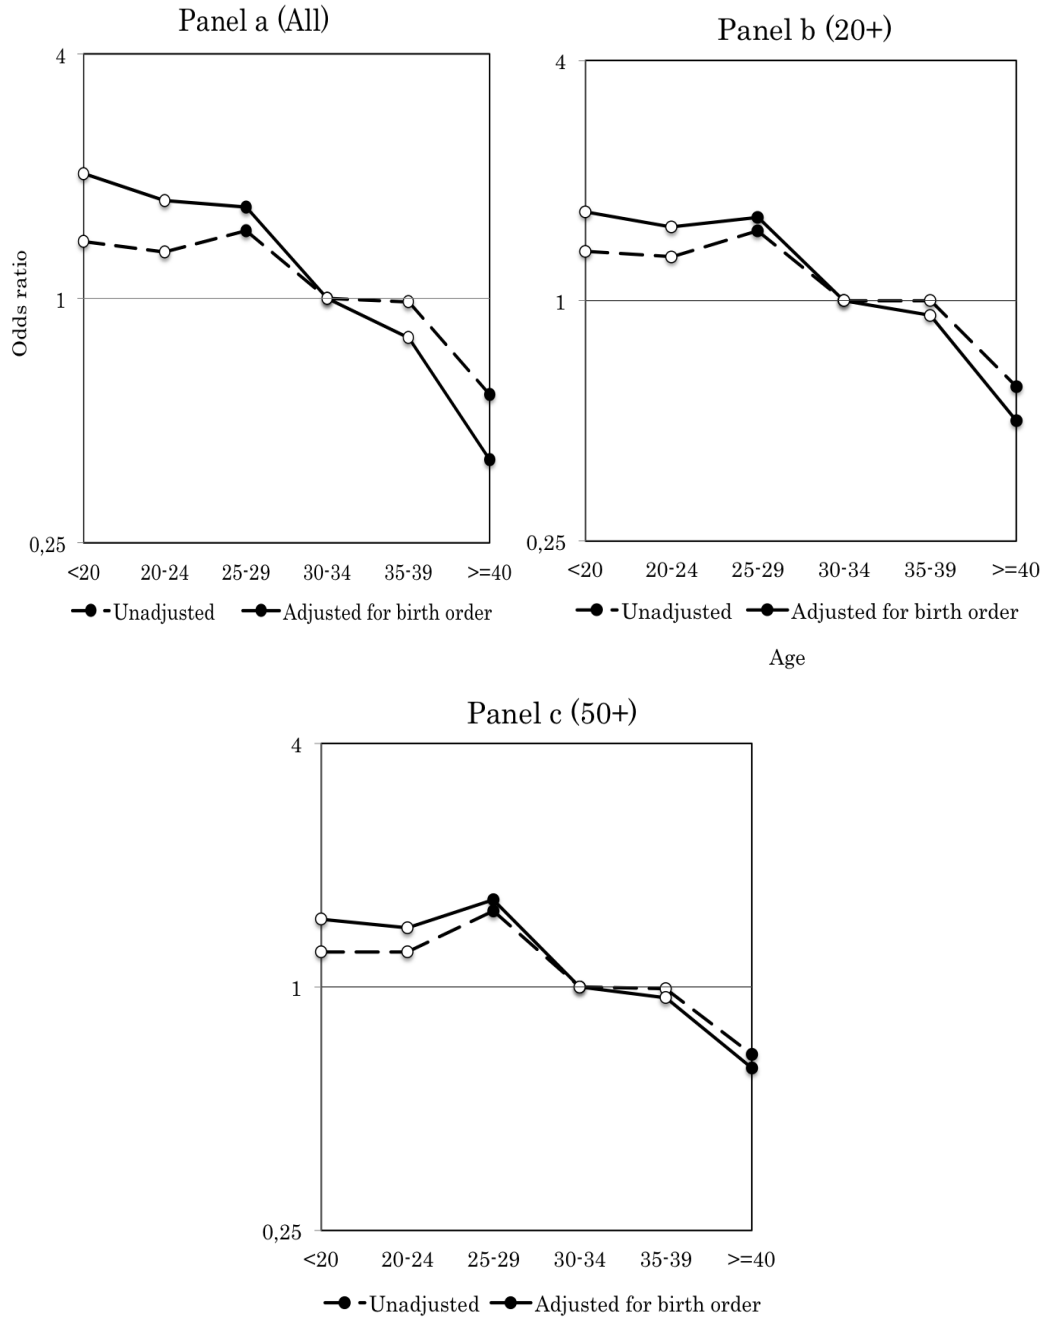 Panel a (All)
4
1
0,25
Odds ratio
<20 20-24 25-29 30-34 35-39 >=40
Unadjusted Adjusted for birth order
Panel b (20+)
4
1
0,25
<20 20-24 25-29 30-34 35-39 >=40
Unadjusted Adjusted for birth order
Age
Panel c (50+)
4
1
0,25
<20 20-24 25-29 30-34 35-39 >=40
Unadjusted Adjusted for birth order